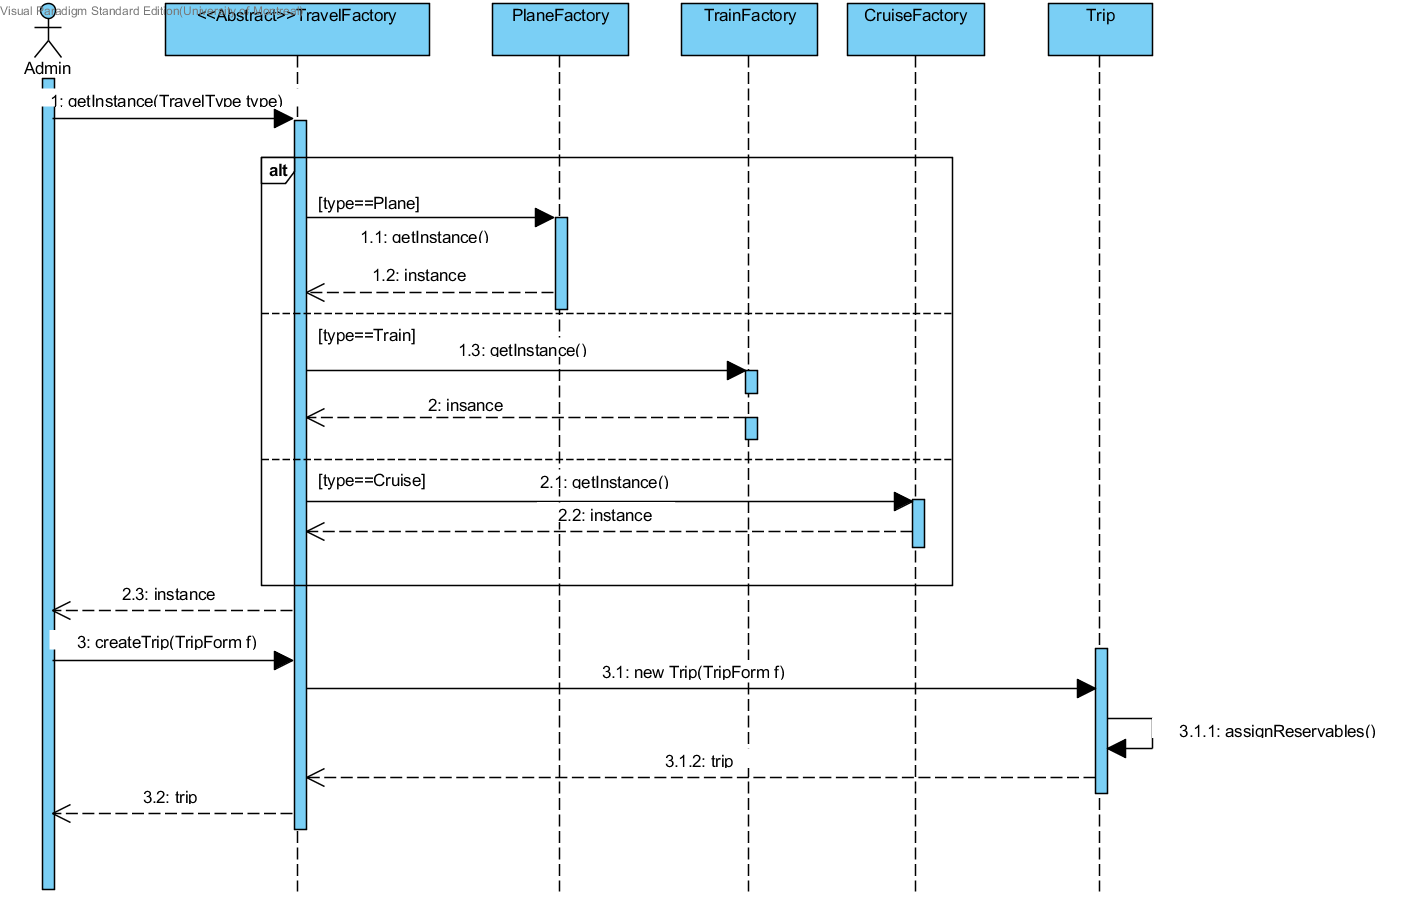 Visual Paradigm Standard Edition(University of Montreal)
<<Abstract>>TravelFactory
PlaneFactory
TrainFactory
CruiseFactory
Trip
Admin
1: getInstance(TravelType type)
alt
[type==Plane]
1.1: getInstance()
1.2: instance
[type==Train]
1.3: getInstance()
2: insance
[type==Cruise]
2.1: getInstance()
2.2: instance
2.3: instance
3: createTrip(TripForm f)
3.1: new Trip(TripForm f)
3.1.1: assignReservables()
3.1.2: trip
3.2: trip